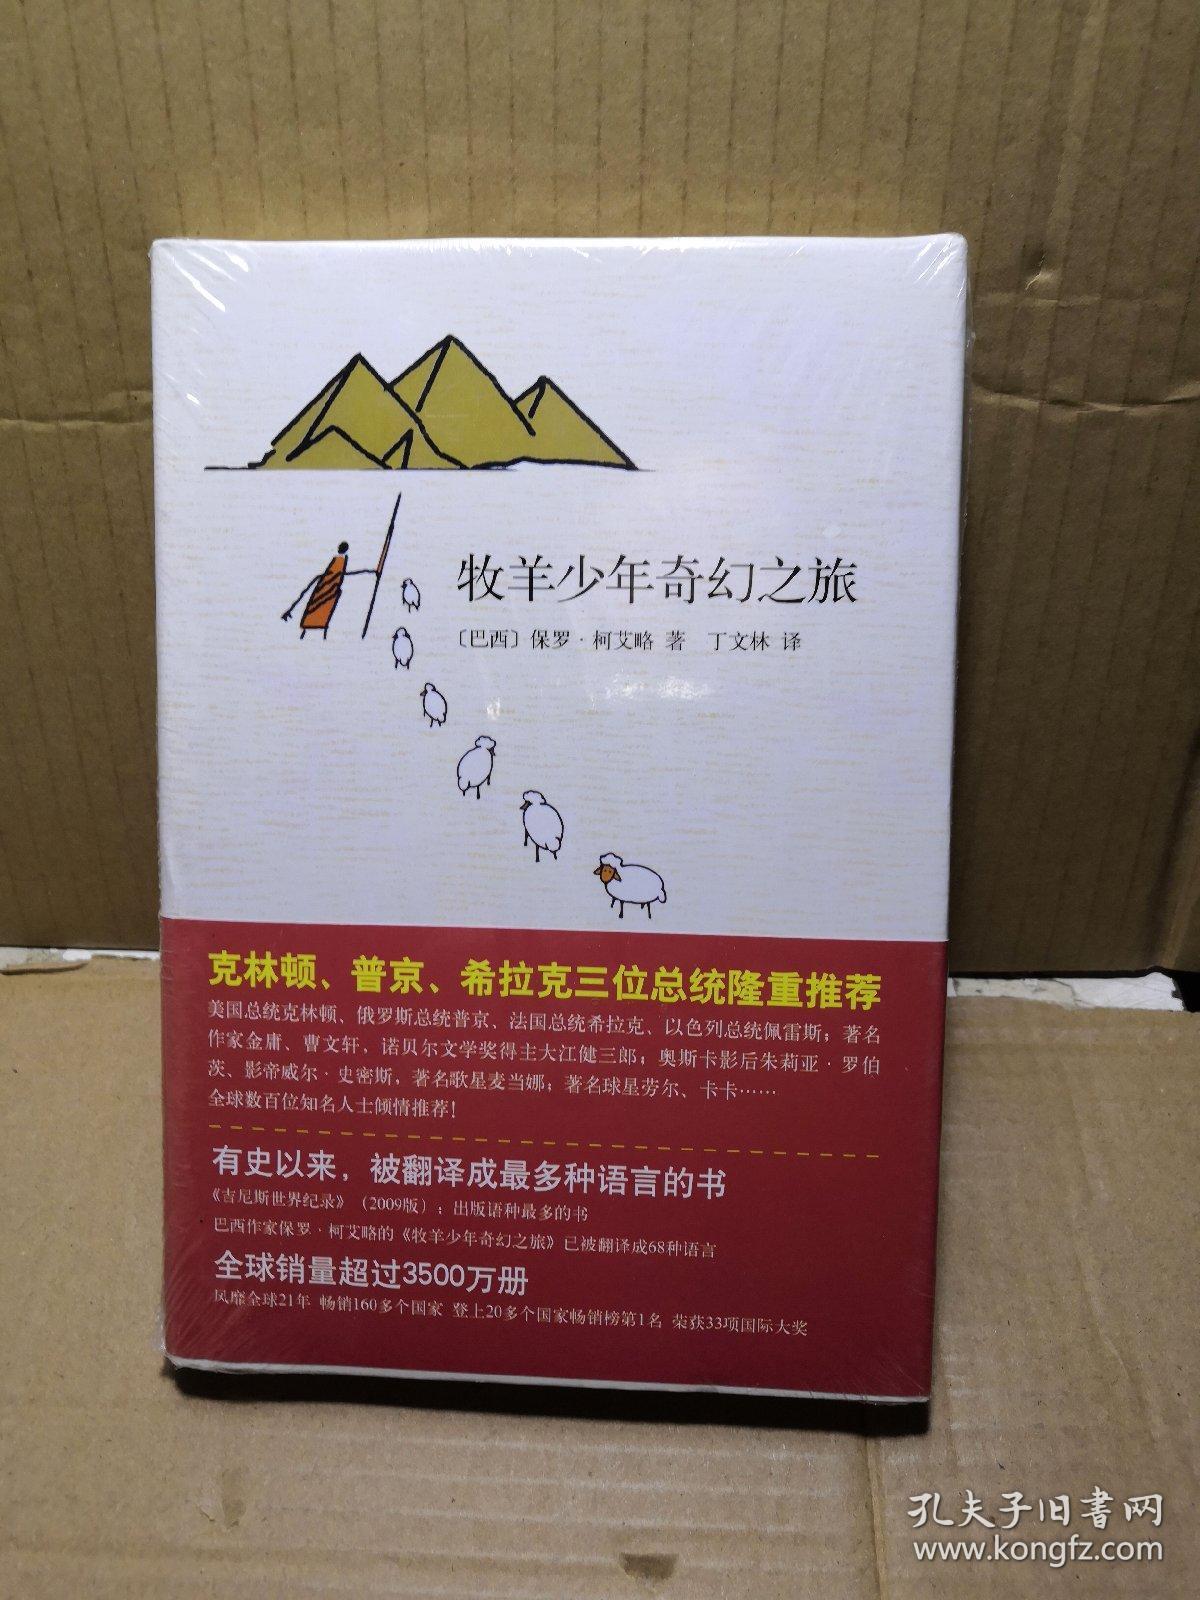 牧羊少年奇幻之旅
〔巴西〕保罗·柯艾略 著 丁文林 译
克林顿、普京、希拉克三位总统隆重推荐
美国总统克林顿、俄罗斯总统普京、法国总统希拉克、以色列总统佩雷斯；著名
作家金庸、曹文轩，诺贝尔文学奖得主大江健三郎；奥斯卡影后朱莉亚·罗伯
茨、影帝威尔·史密斯，著名歌星麦当娜；著名球星劳尔、卡卡……
全球数百位知名人士倾情推荐！
有史以来，被翻译成最多种语言的书
《吉尼斯世界纪录》（2009版）：出版语种最多的书
巴西作家保罗·柯艾略的《牧羊少年奇幻之旅》已被翻译成68种语言
全球销量超过3500万册
风靡全球21年 畅销160多个国家 登上20多个国家畅销榜第1名 荣获33项国际大奖
孔夫子旧书网
www.kongfz.com